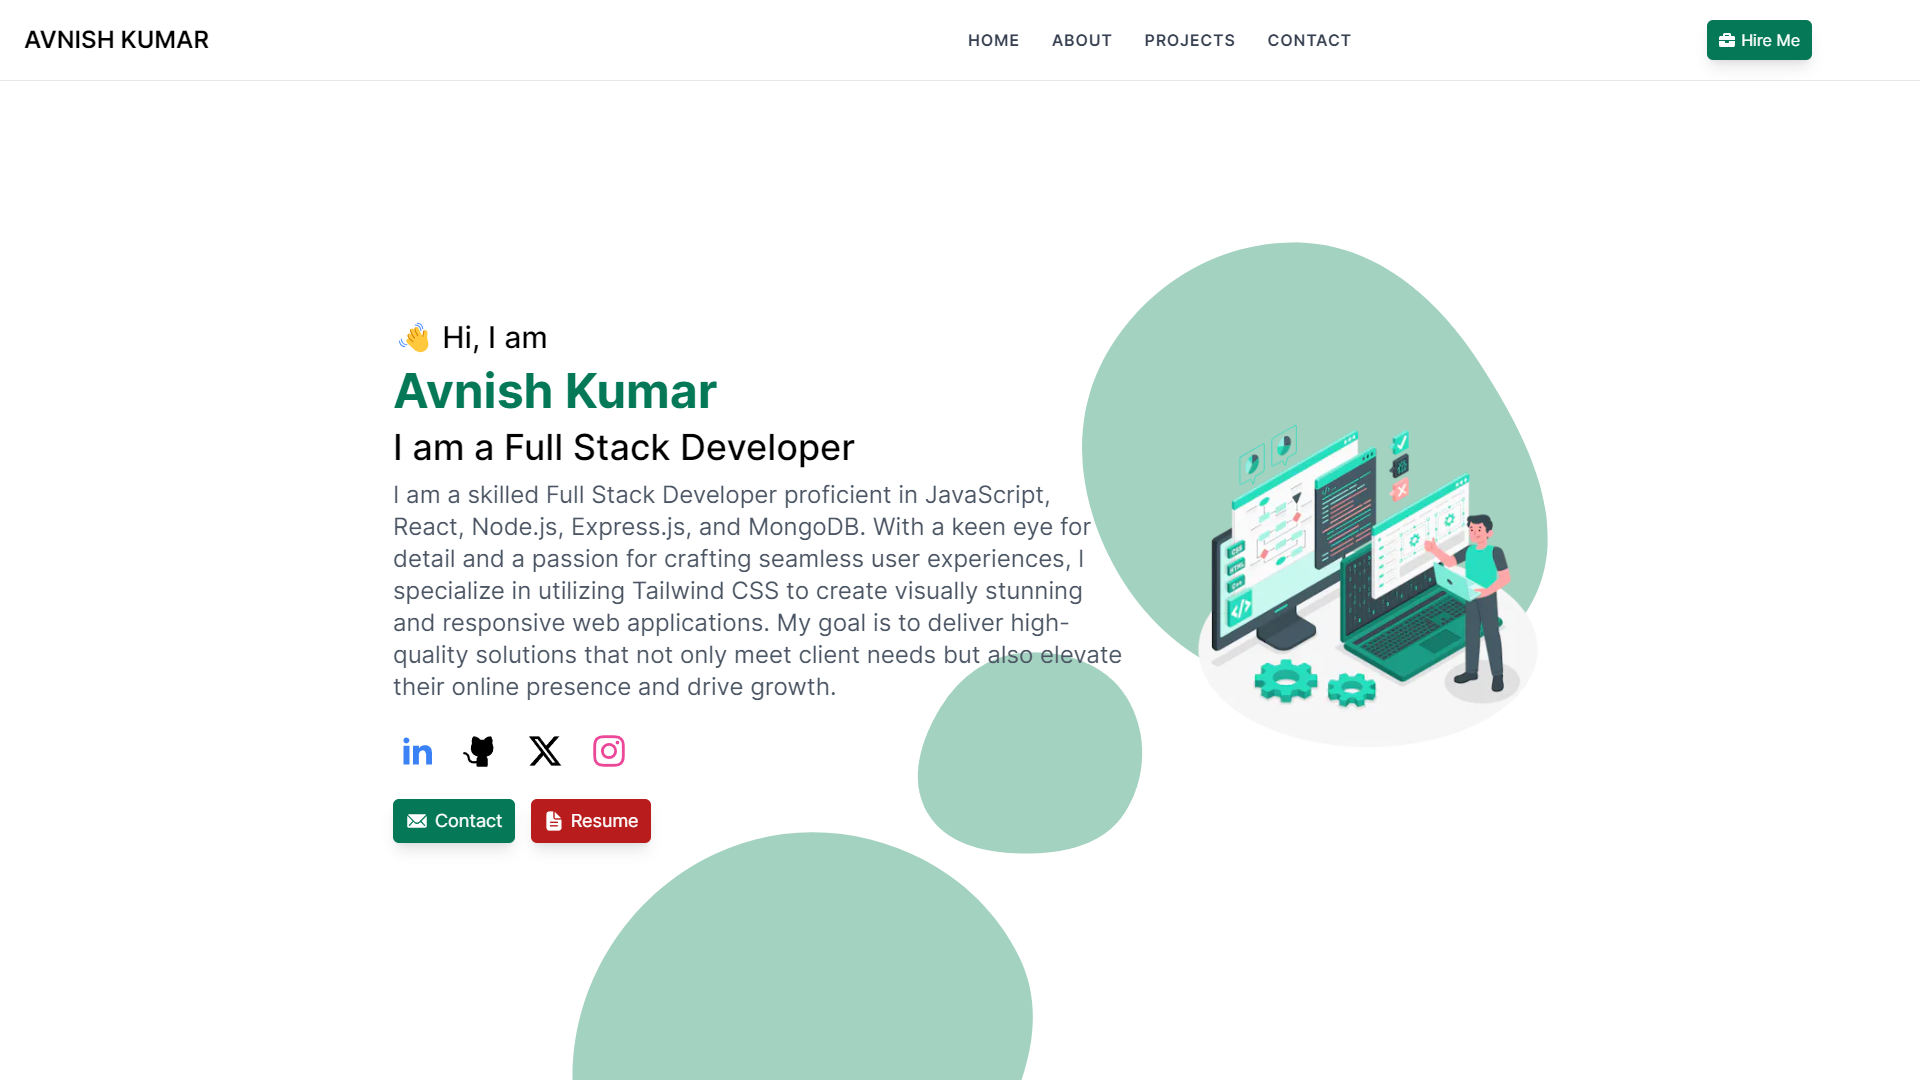 AVNISH KUMAR
HOME ABOUT PROJECTS CONTACT
Hire Me
Hi, I am
Avnish Kumar
I am a Full Stack Developer
I am a skilled Full Stack Developer proficient in JavaScript,
React, Node.js, Express.js, and MongoDB. With a keen eye for
detail and a passion for crafting seamless user experiences, I
specialize in utilizing Tailwind CSS to create visually stunning
and responsive web applications. My goal is to deliver high-
quality solutions that not only meet client needs but also elevate
their online presence and drive growth.
in
Contact
Resume
CSS
HTML
C++
</>